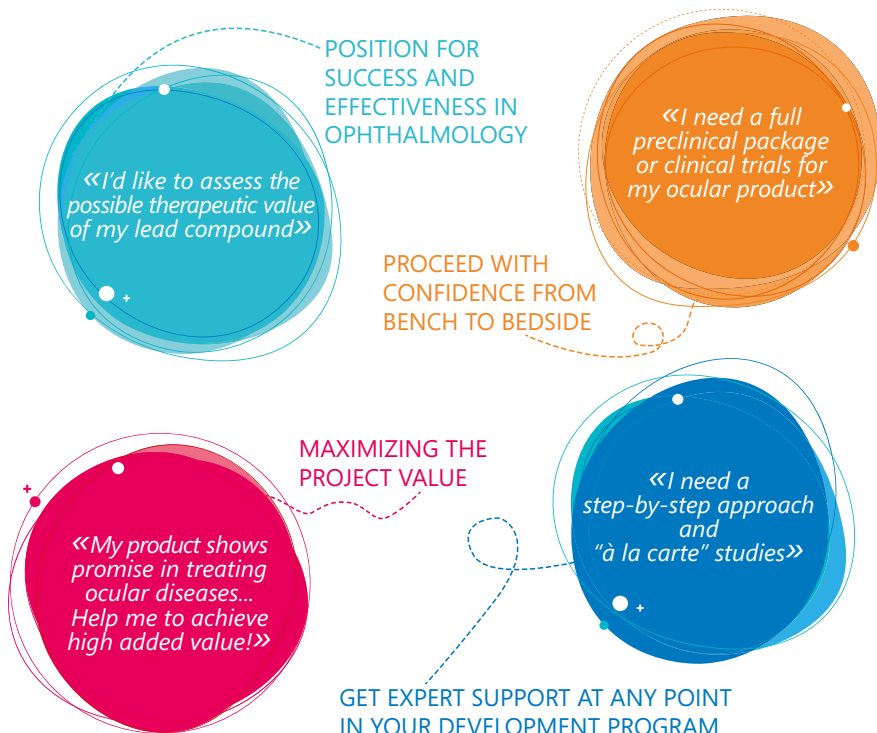 POSITION FOR
SUCCESS AND
EFFECTIVENESS IN
OPHTHALMOLOGY
«I'd like to assess the
possible therapeutic value
of my lead compound»
«I need a full
preclinical package
or clinical trials for
my ocular product»
PROCEED WITH
CONFIDENCE FROM
BENCH TO BEDSIDE
MAXIMIZING THE
PROJECT VALUE
«My product shows
promise in treating
ocular diseases...
Help me to achieve
high added value!»
«I need a
step-by-step approach
and
“à la carte” studies»
GET EXPERT SUPPORT AT ANY POINT
IN YOUR DEVELOPMENT PROGRAM